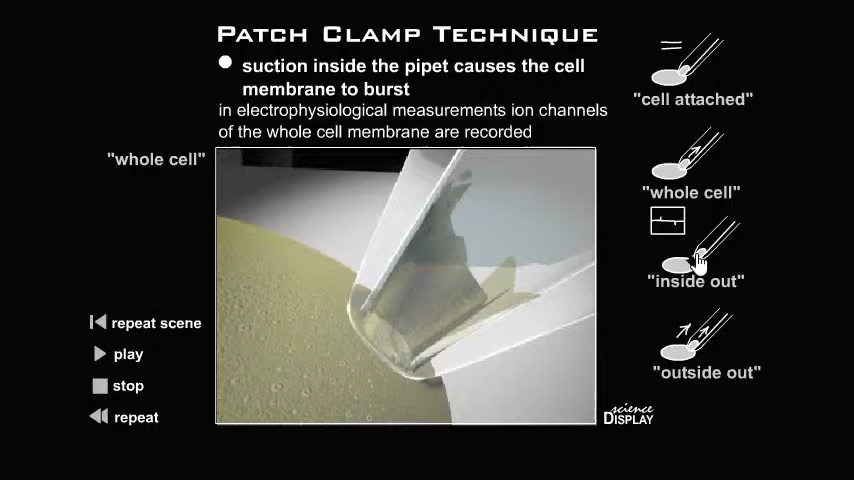 PATCH CLAMP TECHNIQUE
suction inside the pipet causes the cell
membrane to burst
in electrophysiological measurements ion channels
of the whole cell membrane are recorded
"whole cell"
"cell attached"
"whole cell"
"inside out"
"outside out"
repeat scene
play
stop
repeat
science
DISPLAY